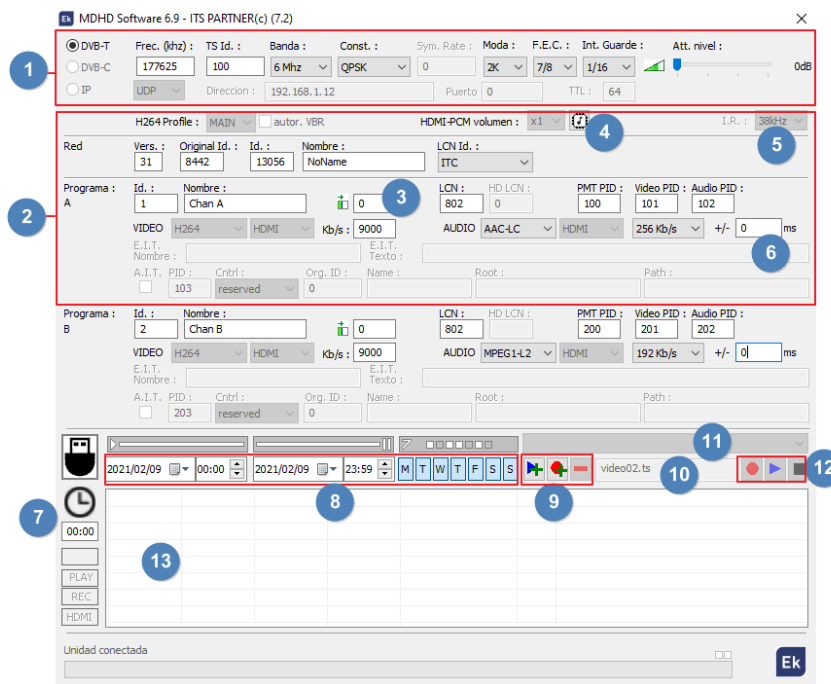 Ek MDHD Software 6.9 - ITS PARTNER(c) (7.2)
DVB-T Frec. (khz) : TS Id. : Banda : Const. : Sym. Rate : Moda : F.E.C. : Int. Guarde : Att. nivel :
177625 100 6 Mhz QPSK 0 2K 7/8 1/16 0dB
DVB-C
IP UDP Direccion : 192.168.1.12 Puerto 0 TTL : 64
1
H264 Profile : MAIN autor. VBR HDMI-PCM volumen : x1 I.R. : 38kHz
4
5
Red Vers. : Original Id. : Id. : Nombre : LCN Id. :
31 8442 13056 NoName ITC
Programa : Id. : Nombre : LCN : HD LCN : PMT PID : Video PID : Audio PID :
A 1 Chan A 0 802 0 100 101 102
3
2
VIDEO H264 HDMI Kb/s : 9000 AUDIO AAC-LC HDMI 256 Kb/s +/- 0 ms
6
E.I.T. Nombre : E.I.T. Texto :
A.I.T. PID : Cntrl : Org. ID : Name : Root : Path :
103 reserved 0
Programa : Id. : Nombre : LCN : HD LCN : PMT PID : Video PID : Audio PID :
B 2 Chan B 0 802 200 201 202
VIDEO H264 HDMI Kb/s : 9000 AUDIO MPEG1-L2 HDMI 192 Kb/s +/- 0 ms
E.I.T. Nombre : E.I.T. Texto :
A.I.T. PID : Cntrl : Org. ID : Name : Root : Path :
203 reserved 0
11
2021/02/09 00:00 2021/02/09 23:59 M T W T F S S video02.ts
10
12
7
8
9
00:00
13
PLAY
REC
HDMI
Unidad conectada
Ek